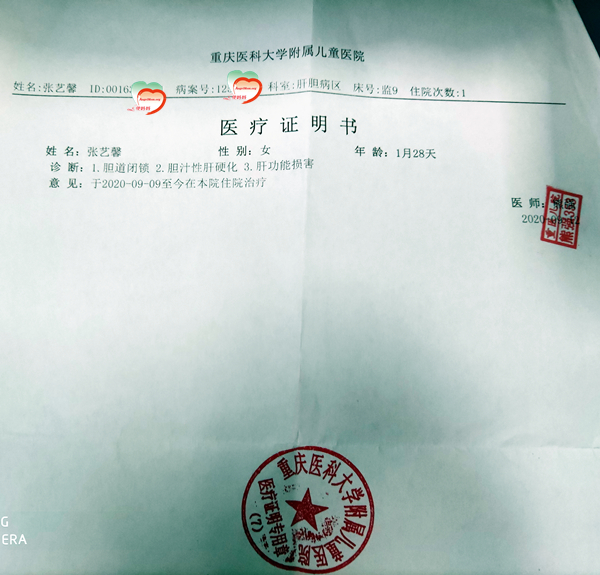 重庆医科大学附属儿童医院
姓名:张艺馨 ID:0016 病案号:12 科室:肝胆病区 床号:监9 住院次数:1
医疗证明书
姓 名：张艺馨 性 别：女 年 龄：1月28天
诊 断：1.胆道闭锁 2.胆汁性肝硬化 3.肝功能损害
意 见：于2020-09-09至今在本院住院治疗
医 师：
2020
重庆医科大学附属儿童医院
医疗证明专用章
(7)
G
ERA